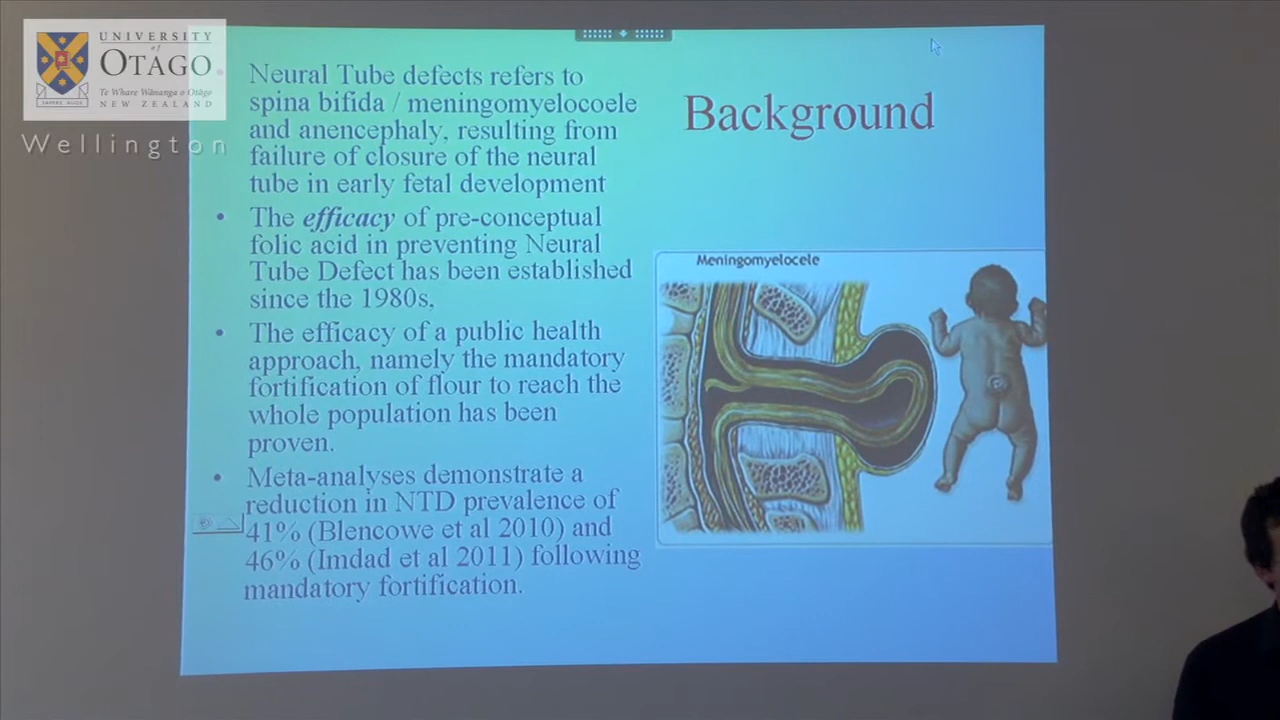 UNIVERSITY
of
OTAGO
Te Whare Wānanga o Otāgo
NEW ZEALAND
Wellington
Background
Neural Tube defects refers to
spina bifida / meningomyelocoele
and anencephaly, resulting from
failure of closure of the neural
tube in early fetal development
• The efficacy of pre-conceptual
folic acid in preventing Neural
Tube Defect has been established
since the 1980s,
• The efficacy of a public health
approach, namely the mandatory
fortification of flour to reach the
whole population has been
proven.
• Meta-analyses demonstrate a
reduction in NTD prevalence of
41% (Blencowe et al 2010) and
46% (Imdad et al 2011) following
mandatory fortification.
Meningomyelocele